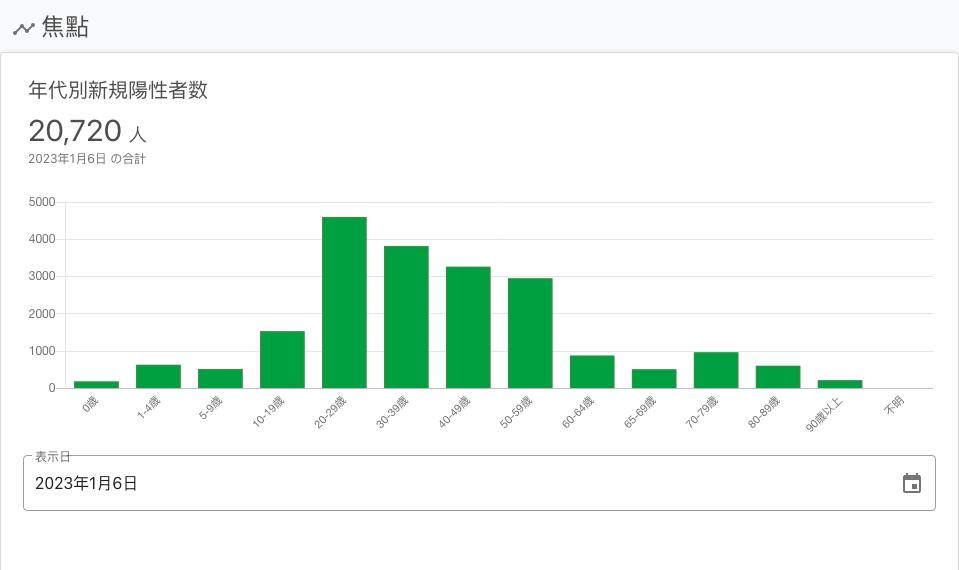 焦點
年代別新規陽性者数
20,720 人
2023年1月6日 の合計
5000
4000
3000
2000
1000
0
0歳 1-4歳 5-9歳 10-19歳 20-29歳 30-39歳 40-49歳 50-59歳 60-64歳 65-69歳 70-79歳 80-89歳 90歳以上 不明
表示日
2023年1月6日